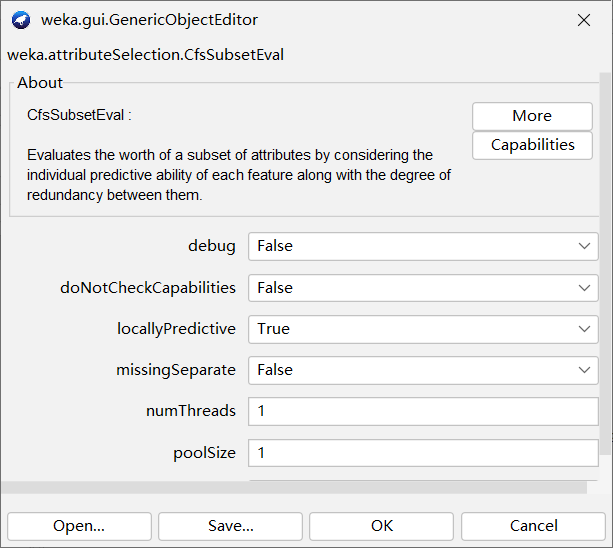 weka.gui.GenericObjectEditor
weka.attributeSelection.CfsSubsetEval
About
CfsSubsetEval :
More
Capabilities
Evaluates the worth of a subset of attributes by considering the
individual predictive ability of each feature along with the degree of
redundancy between them.
debug False
doNotCheckCapabilities False
locallyPredictive True
missingSeparate False
numThreads 1
poolSize 1
Open... Save... OK Cancel